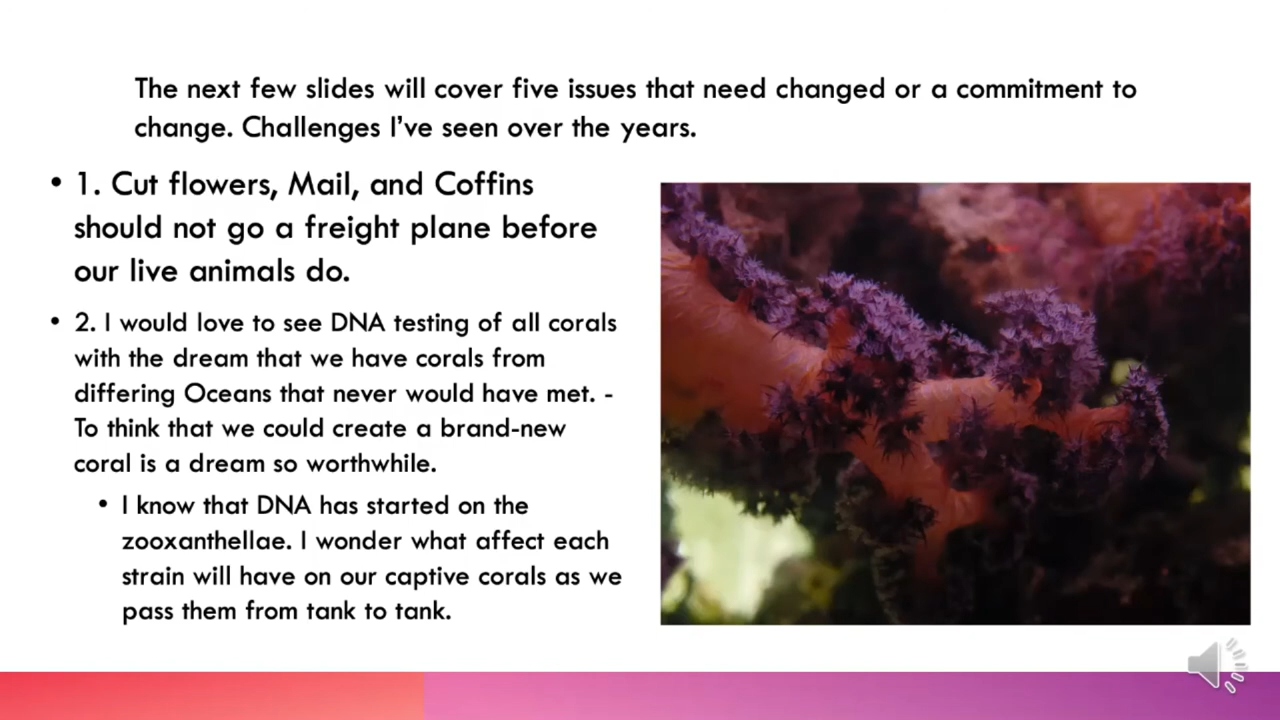 The next few slides will cover five issues that need changed or a commitment to
change. Challenges I’ve seen over the years.
• 1. Cut flowers, Mail, and Coffins
should not go a freight plane before
our live animals do.
• 2. I would love to see DNA testing of all corals
with the dream that we have corals from
differing Oceans that never would have met. -
To think that we could create a brand-new
coral is a dream so worthwhile.
• I know that DNA has started on the
zooxanthellae. I wonder what affect each
strain will have on our captive corals as we
pass them from tank to tank.